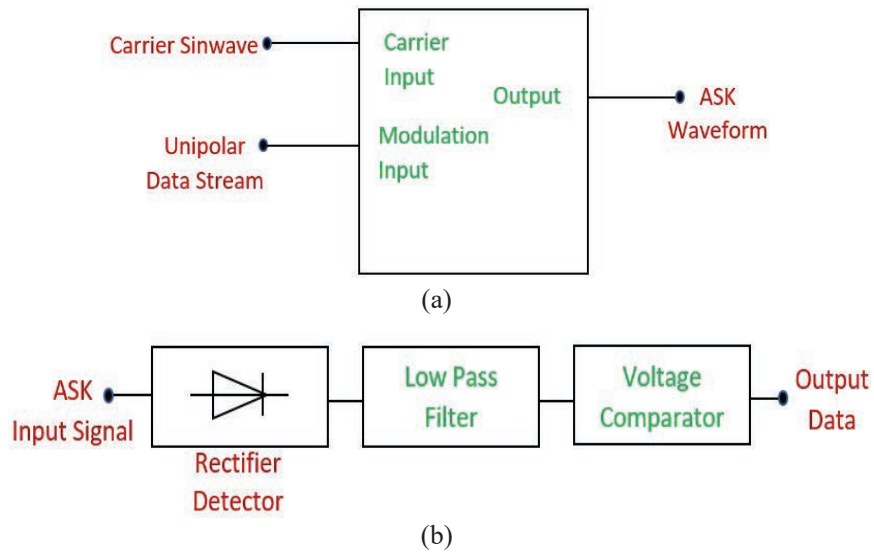 Carrier Sinwave
Carrier
Input
Output
ASK
Waveform
Unipolar
Data Stream
Modulation
Input
(a)
ASK
Input Signal
Rectifier
Detector
Low Pass
Filter
Voltage
Comparator
Output
Data
(b)